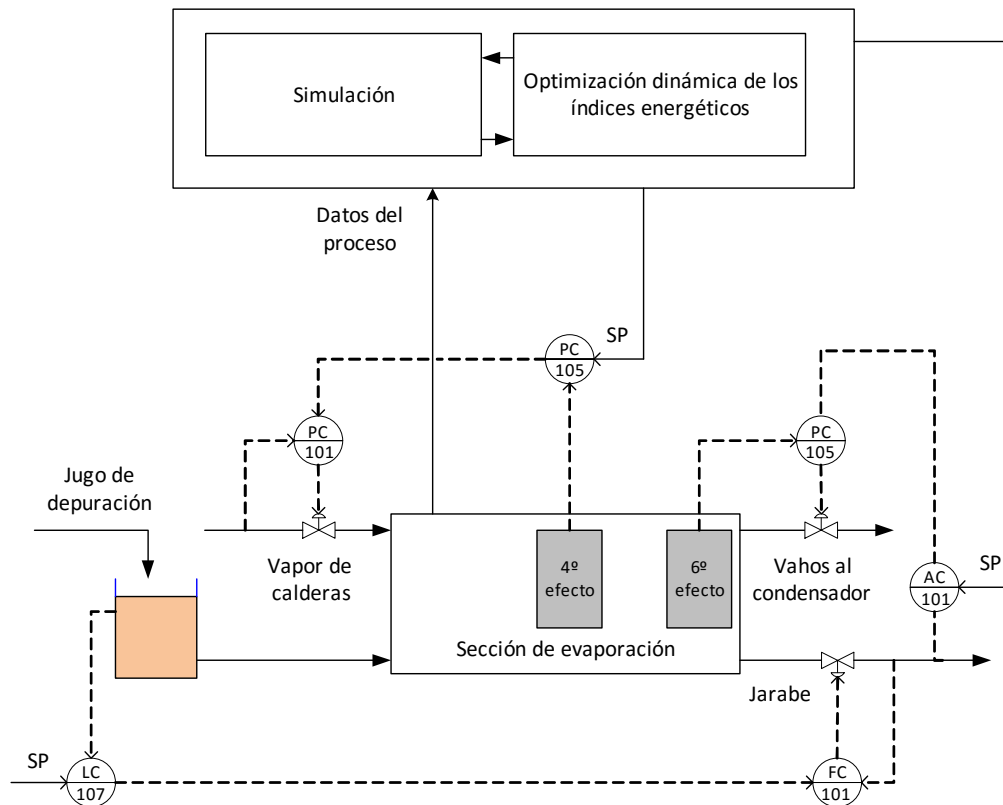 Simulación
Optimización dinámica de los
índices energéticos
Datos del
proceso
SP
PC
105
PC
101
PC
105
Jugo de
depuración
Vapor de
calderas
4º
efecto
6º
efecto
Vahos al
condensador
AC
101
SP
Sección de evaporación
Jarabe
SP
LC
107
FC
101